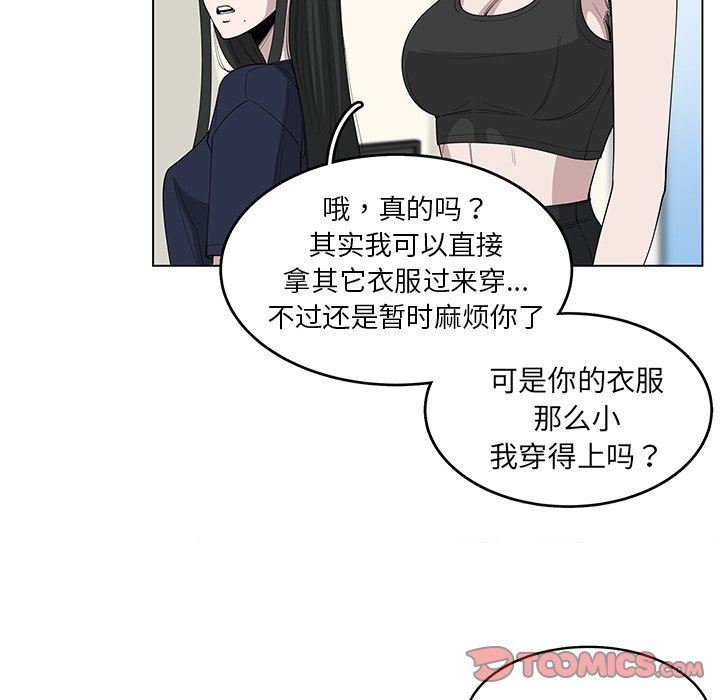 哦，真的吗？
其实我可以直接
拿其它衣服过来穿...
不过还是暂时麻烦你了
可是你的衣服
那么小
我穿得上吗？
TOOMICS.COM